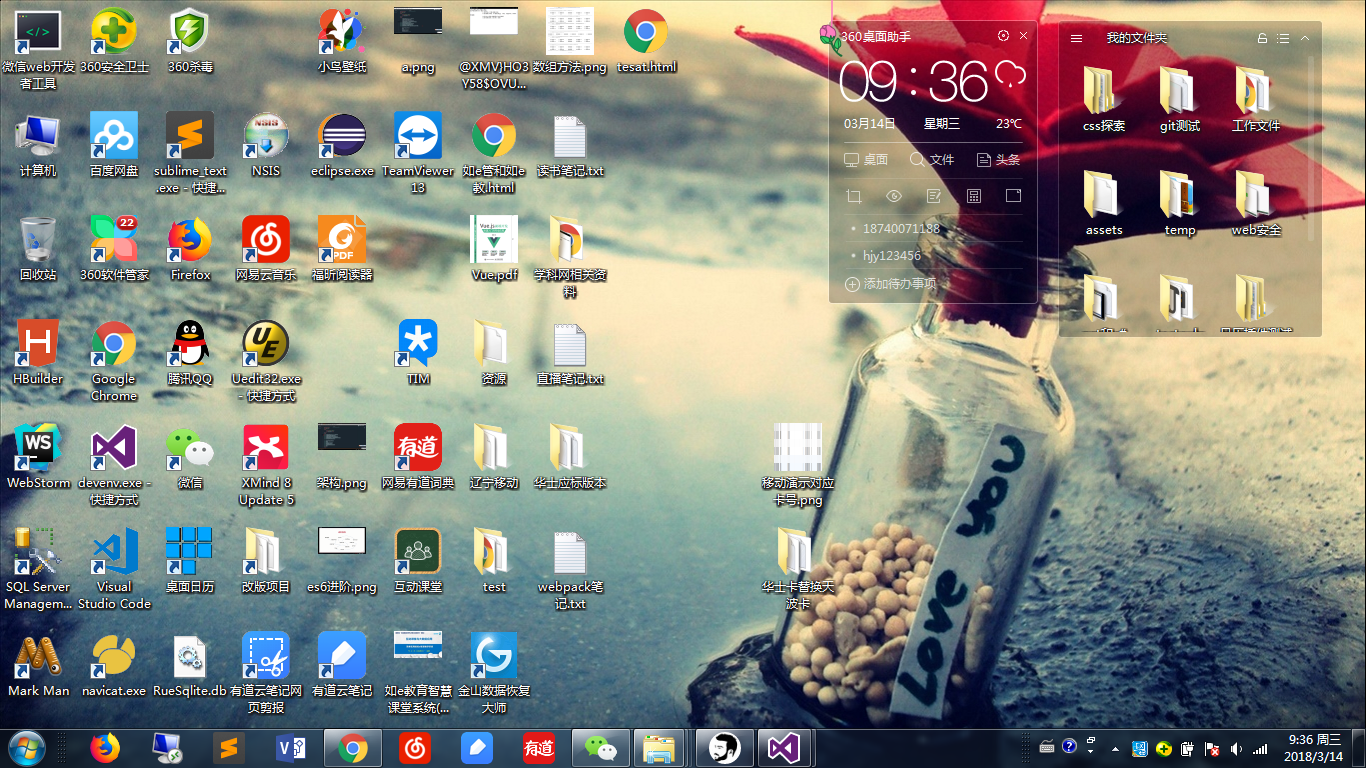 微信web开发
者工具
360安全卫士
360杀毒
小鸟壁纸
a.png
@XMV}HO3
Y58$OVU...
数组方法.png
tesat.html
计算机
百度网盘
sublime_text
.exe - 快捷...
NSIS
eclipse.exe
TeamViewer
13
如e管和如e
教.html
读书笔记.txt
回收站
22
360软件管家
Firefox
网易云音乐
PDF
福昕阅读器
Vue.pdf
学科网相关资
料
HBuilder
Google
Chrome
腾讯QQ
UE
Uedit32.exe
- 快捷方式
TIM
资源
直播笔记.txt
WS
WebStorm
devenv.exe -
快捷方式
微信
XMind 8
Update 5
架构.png
有道
网易有道词典
辽宁移动
华士应标版本
移动演示对应
卡号.png
SQL Server
Managem...
Visual
Studio Code
桌面日历
改版项目
es6进阶.png
互动课堂
test
webpack笔
记.txt
华士卡替换天
波卡
Mark Man
navicat.exe
RueSqlite.db
有道云笔记网
页剪报
有道云笔记
如e教育智慧
课堂系统(...
金山数据恢复
大师
360桌面助手
09:36
03月14日 星期三 23℃
桌面 文件 头条
18740071188
hjy123456
添加待办事项
我的文件夹
css探索
git测试
工作文件
assets
temp
web安全
Love you
有道
9:36 周三
2018/3/14